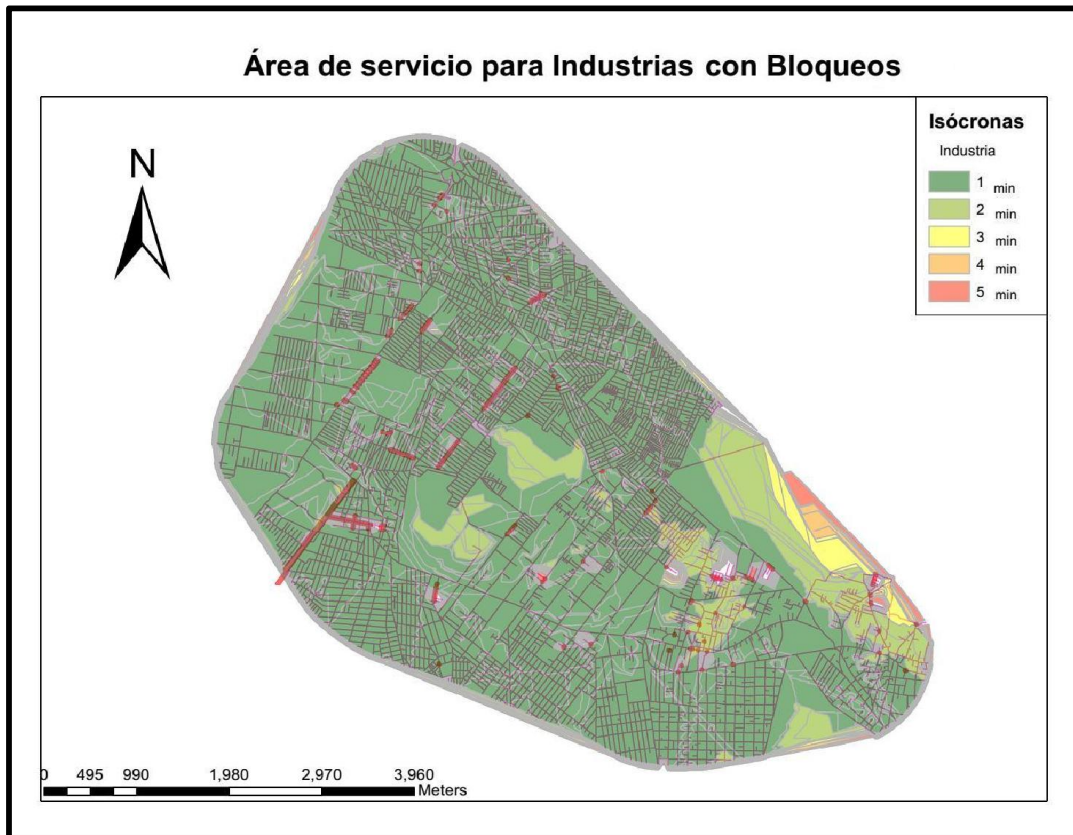 Área de servicio para Industrias con Bloqueos
N
Isócronas
Industria
1 min
2 min
3 min
4 min
5 min
0 495 990 1,980 2,970 3,960
Meters